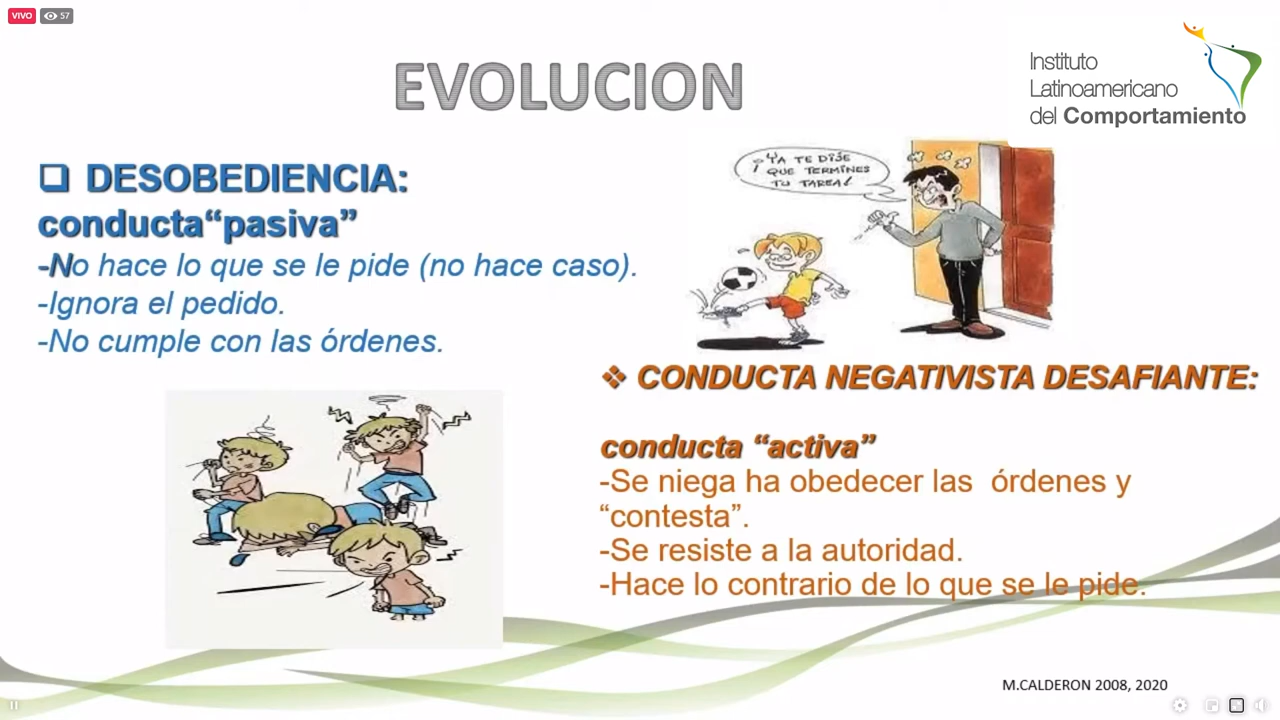 VIVO 57
EVOLUCION
Instituto
Latinoamericano
del Comportamiento
DESOBEDIENCIA:
conducta“pasiva”
-No hace lo que se le pide (no hace caso).
-Ignora el pedido.
-No cumple con las órdenes.
¡YA TE DIJE
QUE TERMINES
TU TAREA!
CONDUCTA NEGATIVISTA DESAFIANTE:
conducta “activa”
-Se niega ha obedecer las órdenes y
“contesta”.
-Se resiste a la autoridad.
-Hace lo contrario de lo que se le pide.
M.CALDERON 2008, 2020